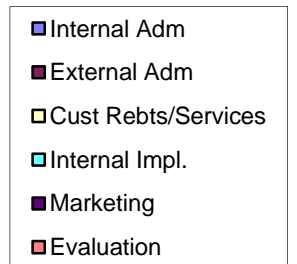 Internal Adm
External Adm
Cust Rebts/Services
Internal Impl.
Marketing
Evaluation